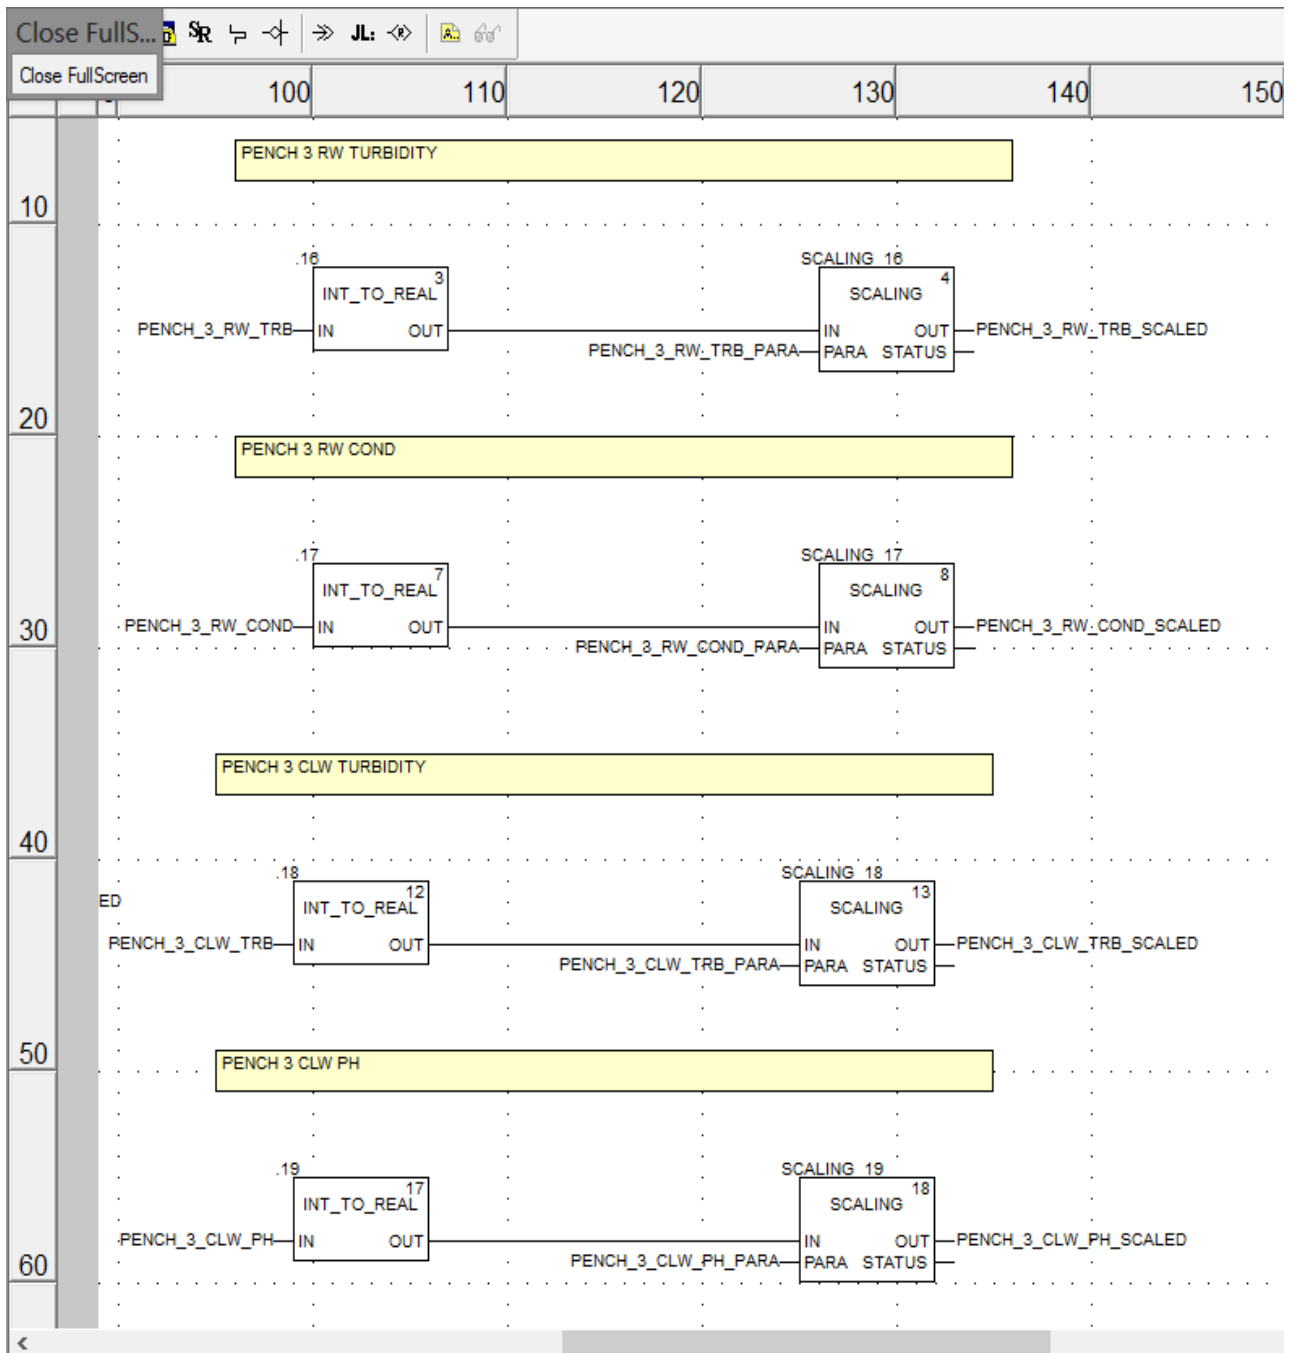 Close FullS...
Close FullScreen
100 110 120 130 140 150
PENCH 3 RW TURBIDITY
10
.16 SCALING_16
3 4
INT_TO_REAL SCALING
PENCH_3_RW_TRB IN OUT IN OUT PENCH_3_RW_TRB_SCALED
PENCH_3_RW_TRB_PARA PARA STATUS
20
PENCH 3 RW COND
.17 SCALING_17
7 8
INT_TO_REAL SCALING
30 PENCH_3_RW_COND IN OUT IN OUT PENCH_3_RW_COND_SCALED
PENCH_3_RW_COND_PARA PARA STATUS
PENCH 3 CLW TURBIDITY
40
.18 SCALING_18
12 13
ED INT_TO_REAL SCALING
PENCH_3_CLW_TRB IN OUT IN OUT PENCH_3_CLW_TRB_SCALED
PENCH_3_CLW_TRB_PARA PARA STATUS
50
PENCH 3 CLW PH
.19 SCALING_19
17 18
INT_TO_REAL SCALING
PENCH_3_CLW_PH IN OUT IN OUT PENCH_3_CLW_PH_SCALED
60 PENCH_3_CLW_PH_PARA PARA STATUS